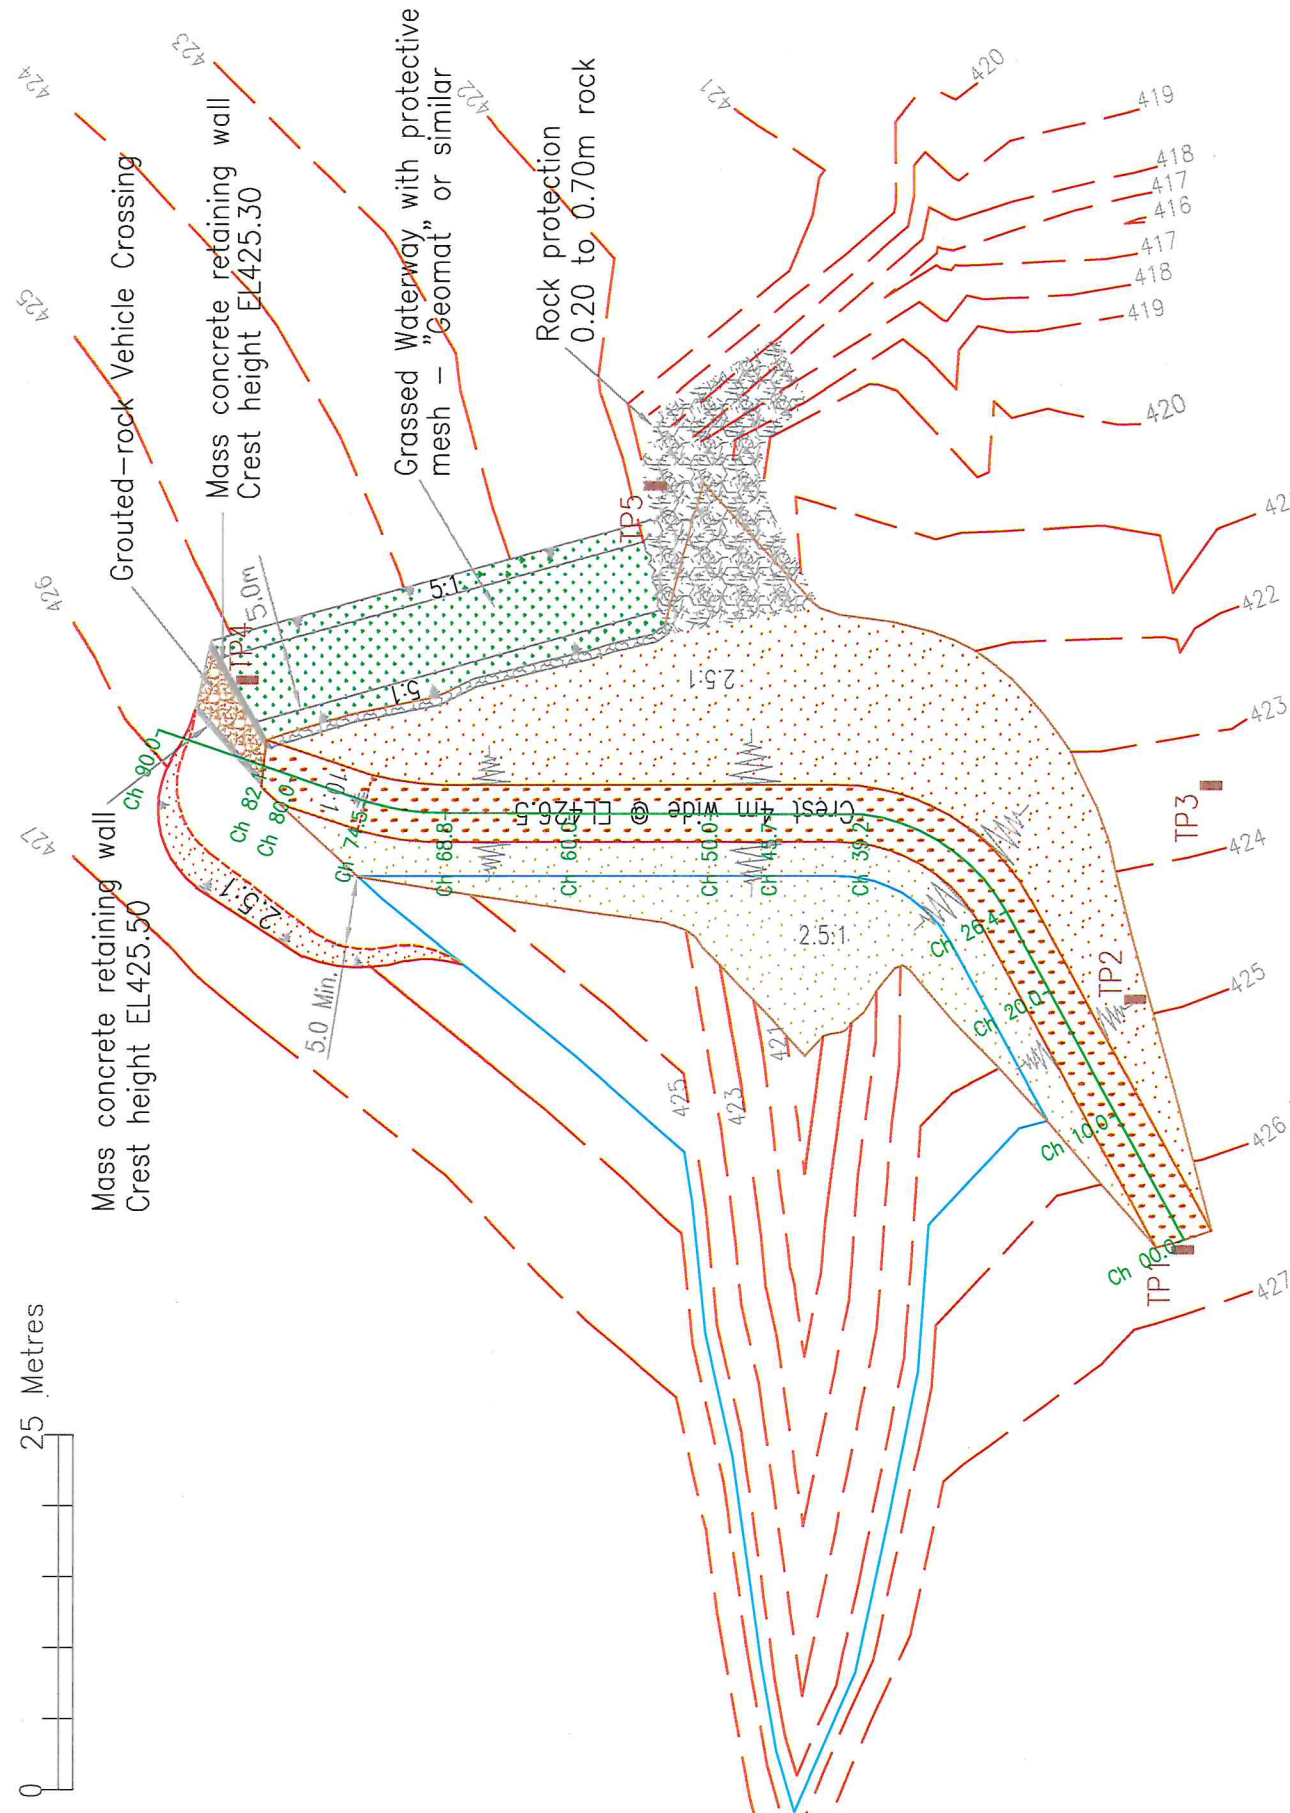 424
423
425
426
427
422
421
420
419
418
417
416
417
418
419
420
42
422
423
424
425
426
427
Grouted-rock Vehicle Crossing
Mass concrete retaining wall
Crest height EL425.30
Grassed Waterway with protective
mesh - "Geomat" or similar
Rock protection
0.20 to 0.70m rock
Mass concrete retaining wall
Crest height EL425.50
5.0m
5.0 Min.
TP4
TP5
TP3
TP2
TP1
5:1
5:1
10:1
2.5:1
2.5:1
2.5:1
Crest 4m wide @ EL426.5
Ch 90.0
Ch 82.
Ch 80.0
Ch 74.5
Ch 68.8
Ch 60.0
Ch 50.0
Ch 45.7
Ch 39.2
Ch 26.4
Ch 20.0
Ch 10.0
Ch 00.0
425
423
421
0
25 Metres